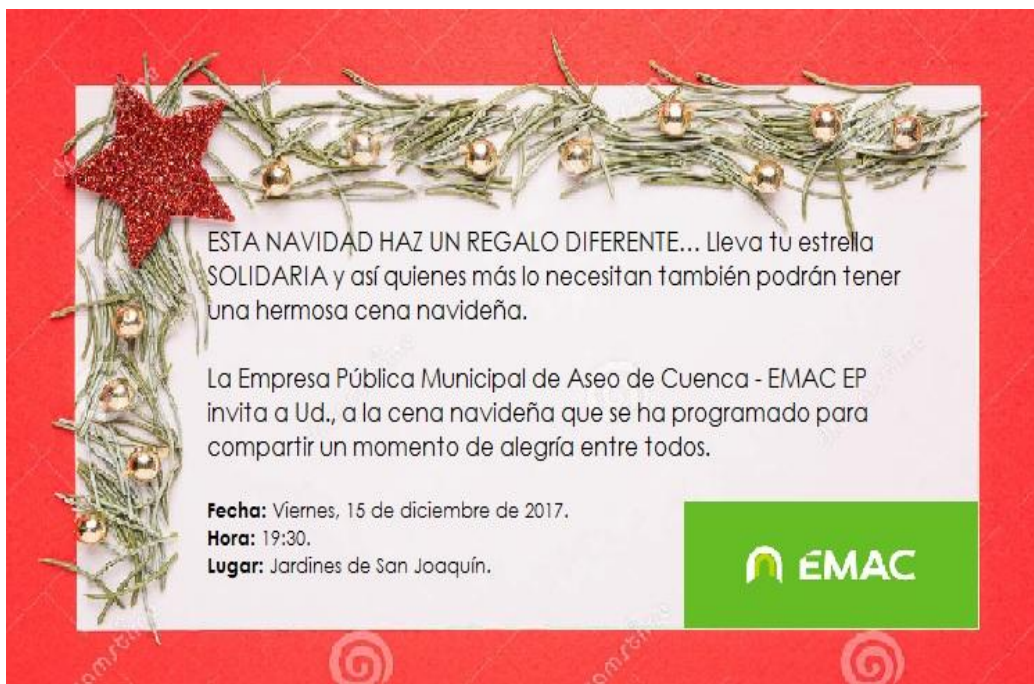 ESTA NAVIDAD HAZ UN REGALO DIFERENTE... Lleva tu estrella
SOLIDARIA y así quienes más lo necesitan también podrán tener
una hermosa cena navideña.
La Empresa Pública Municipal de Aseo de Cuenca - EMAC EP
invita a Ud., a la cena navideña que se ha programado para
compartir un momento de alegría entre todos.
Fecha: Viernes, 15 de diciembre de 2017.
Hora: 19:30.
Lugar: Jardines de San Joaquín.
EMAC